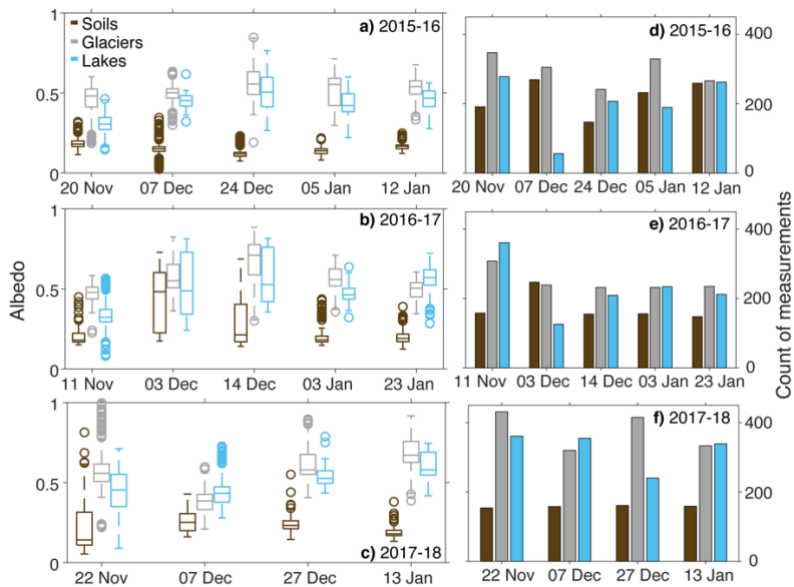 Soils
Glaciers
Lakes
a) 2015-16
1
0.5
0
20 Nov 07 Dec 24 Dec 05 Jan 12 Jan
b) 2016-17
1
0.5
0
11 Nov 03 Dec 14 Dec 03 Jan 23 Jan
Albedo
1
0.5
0
c) 2017-18
22 Nov 07 Dec 27 Dec 13 Jan
d) 2015-16
400
200
0
20 Nov 07 Dec 24 Dec 05 Jan 12 Jan
e) 2016-17
400
200
0
11 Nov 03 Dec 14 Dec 03 Jan 23 Jan
Count of measurements
f) 2017-18
400
200
0
22 Nov 07 Dec 27 Dec 13 Jan